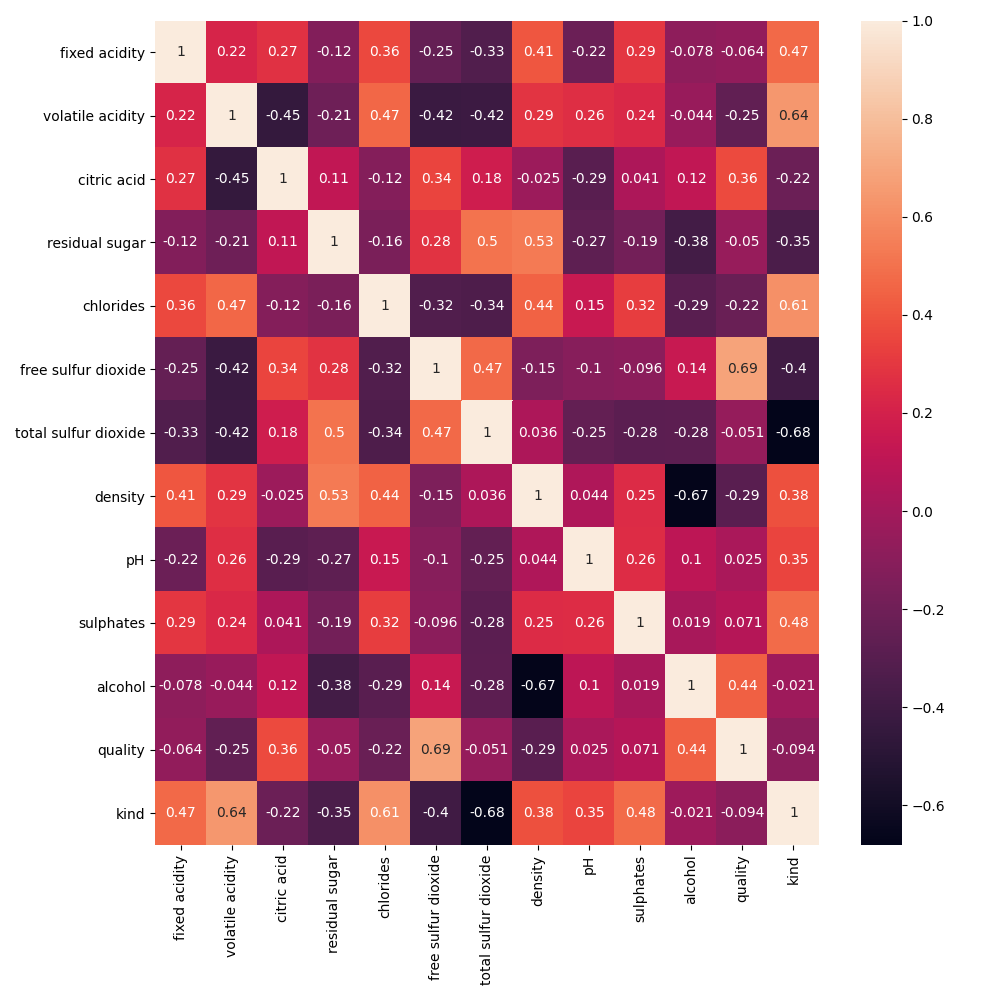 fixed acidity 1 0.22 0.27 -0.12 0.36 -0.25 -0.33 0.41 -0.22 0.29 -0.078 -0.064 0.47
volatile acidity 0.22 1 -0.45 -0.21 0.47 -0.42 -0.42 0.29 0.26 0.24 -0.044 -0.25 0.64
citric acid 0.27 -0.45 1 0.11 -0.12 0.34 0.18 -0.025 -0.29 0.041 0.12 0.36 -0.22
residual sugar -0.12 -0.21 0.11 1 -0.16 0.28 0.5 0.53 -0.27 -0.19 -0.38 -0.05 -0.35
chlorides 0.36 0.47 -0.12 -0.16 1 -0.32 -0.34 0.44 0.15 0.32 -0.29 -0.22 0.61
free sulfur dioxide -0.25 -0.42 0.34 0.28 -0.32 1 0.47 -0.15 -0.1 -0.096 0.14 0.69 -0.4
total sulfur dioxide -0.33 -0.42 0.18 0.5 -0.34 0.47 1 0.036 -0.25 -0.28 -0.28 -0.051 -0.68
density 0.41 0.29 -0.025 0.53 0.44 -0.15 0.036 1 0.044 0.25 -0.67 -0.29 0.38
pH -0.22 0.26 -0.29 -0.27 0.15 -0.1 -0.25 0.044 1 0.26 0.1 0.025 0.35
sulphates 0.29 0.24 0.041 -0.19 0.32 -0.096 -0.28 0.25 0.26 1 0.019 0.071 0.48
alcohol -0.078 -0.044 0.12 -0.38 -0.29 0.14 -0.28 -0.67 0.1 0.019 1 0.44 -0.021
quality -0.064 -0.25 0.36 -0.05 -0.22 0.69 -0.051 -0.29 0.025 0.071 0.44 1 -0.094
kind 0.47 0.64 -0.22 -0.35 0.61 -0.4 -0.68 0.38 0.35 0.48 -0.021 -0.094 1
fixed acidity
volatile acidity
citric acid
residual sugar
chlorides
free sulfur dioxide
total sulfur dioxide
density
pH
sulphates
alcohol
quality
kind
1.0
0.8
0.6
0.4
0.2
0.0
−0.2
−0.4
−0.6